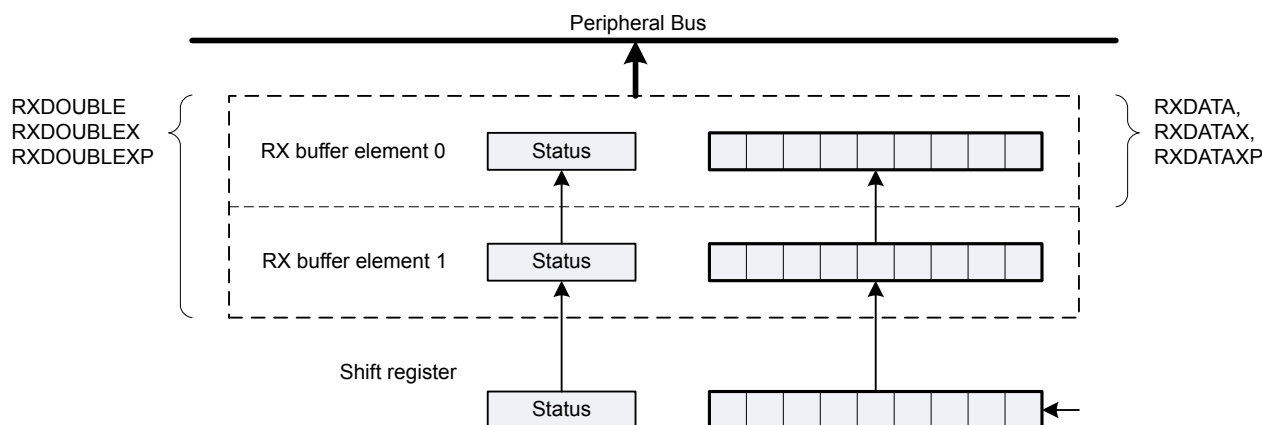 Peripheral Bus
RXDOUBLE
RXDOUBLEX
RXDOUBLEXP
RXDATA,
RXDATAX,
RXDATAXP
RX buffer element 0
Status
RX buffer element 1
Status
Shift register
Status